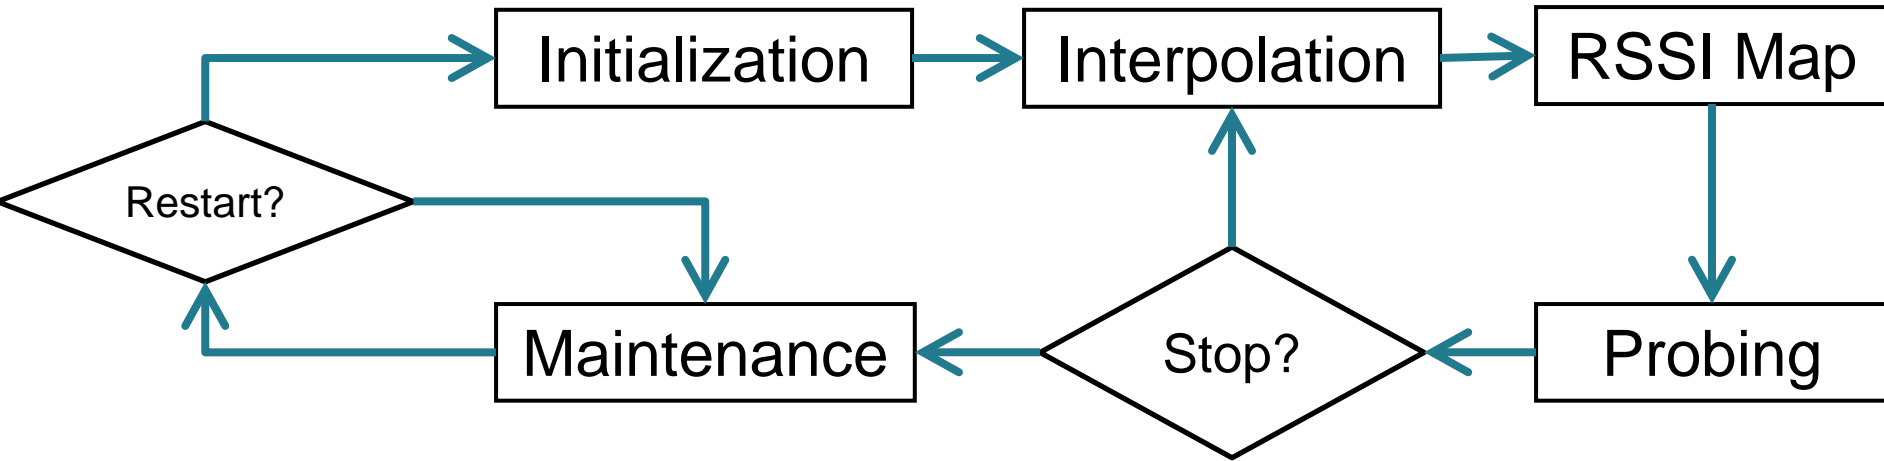 Initialization
Interpolation
RSSI Map
Restart?
Maintenance
Stop?
Probing